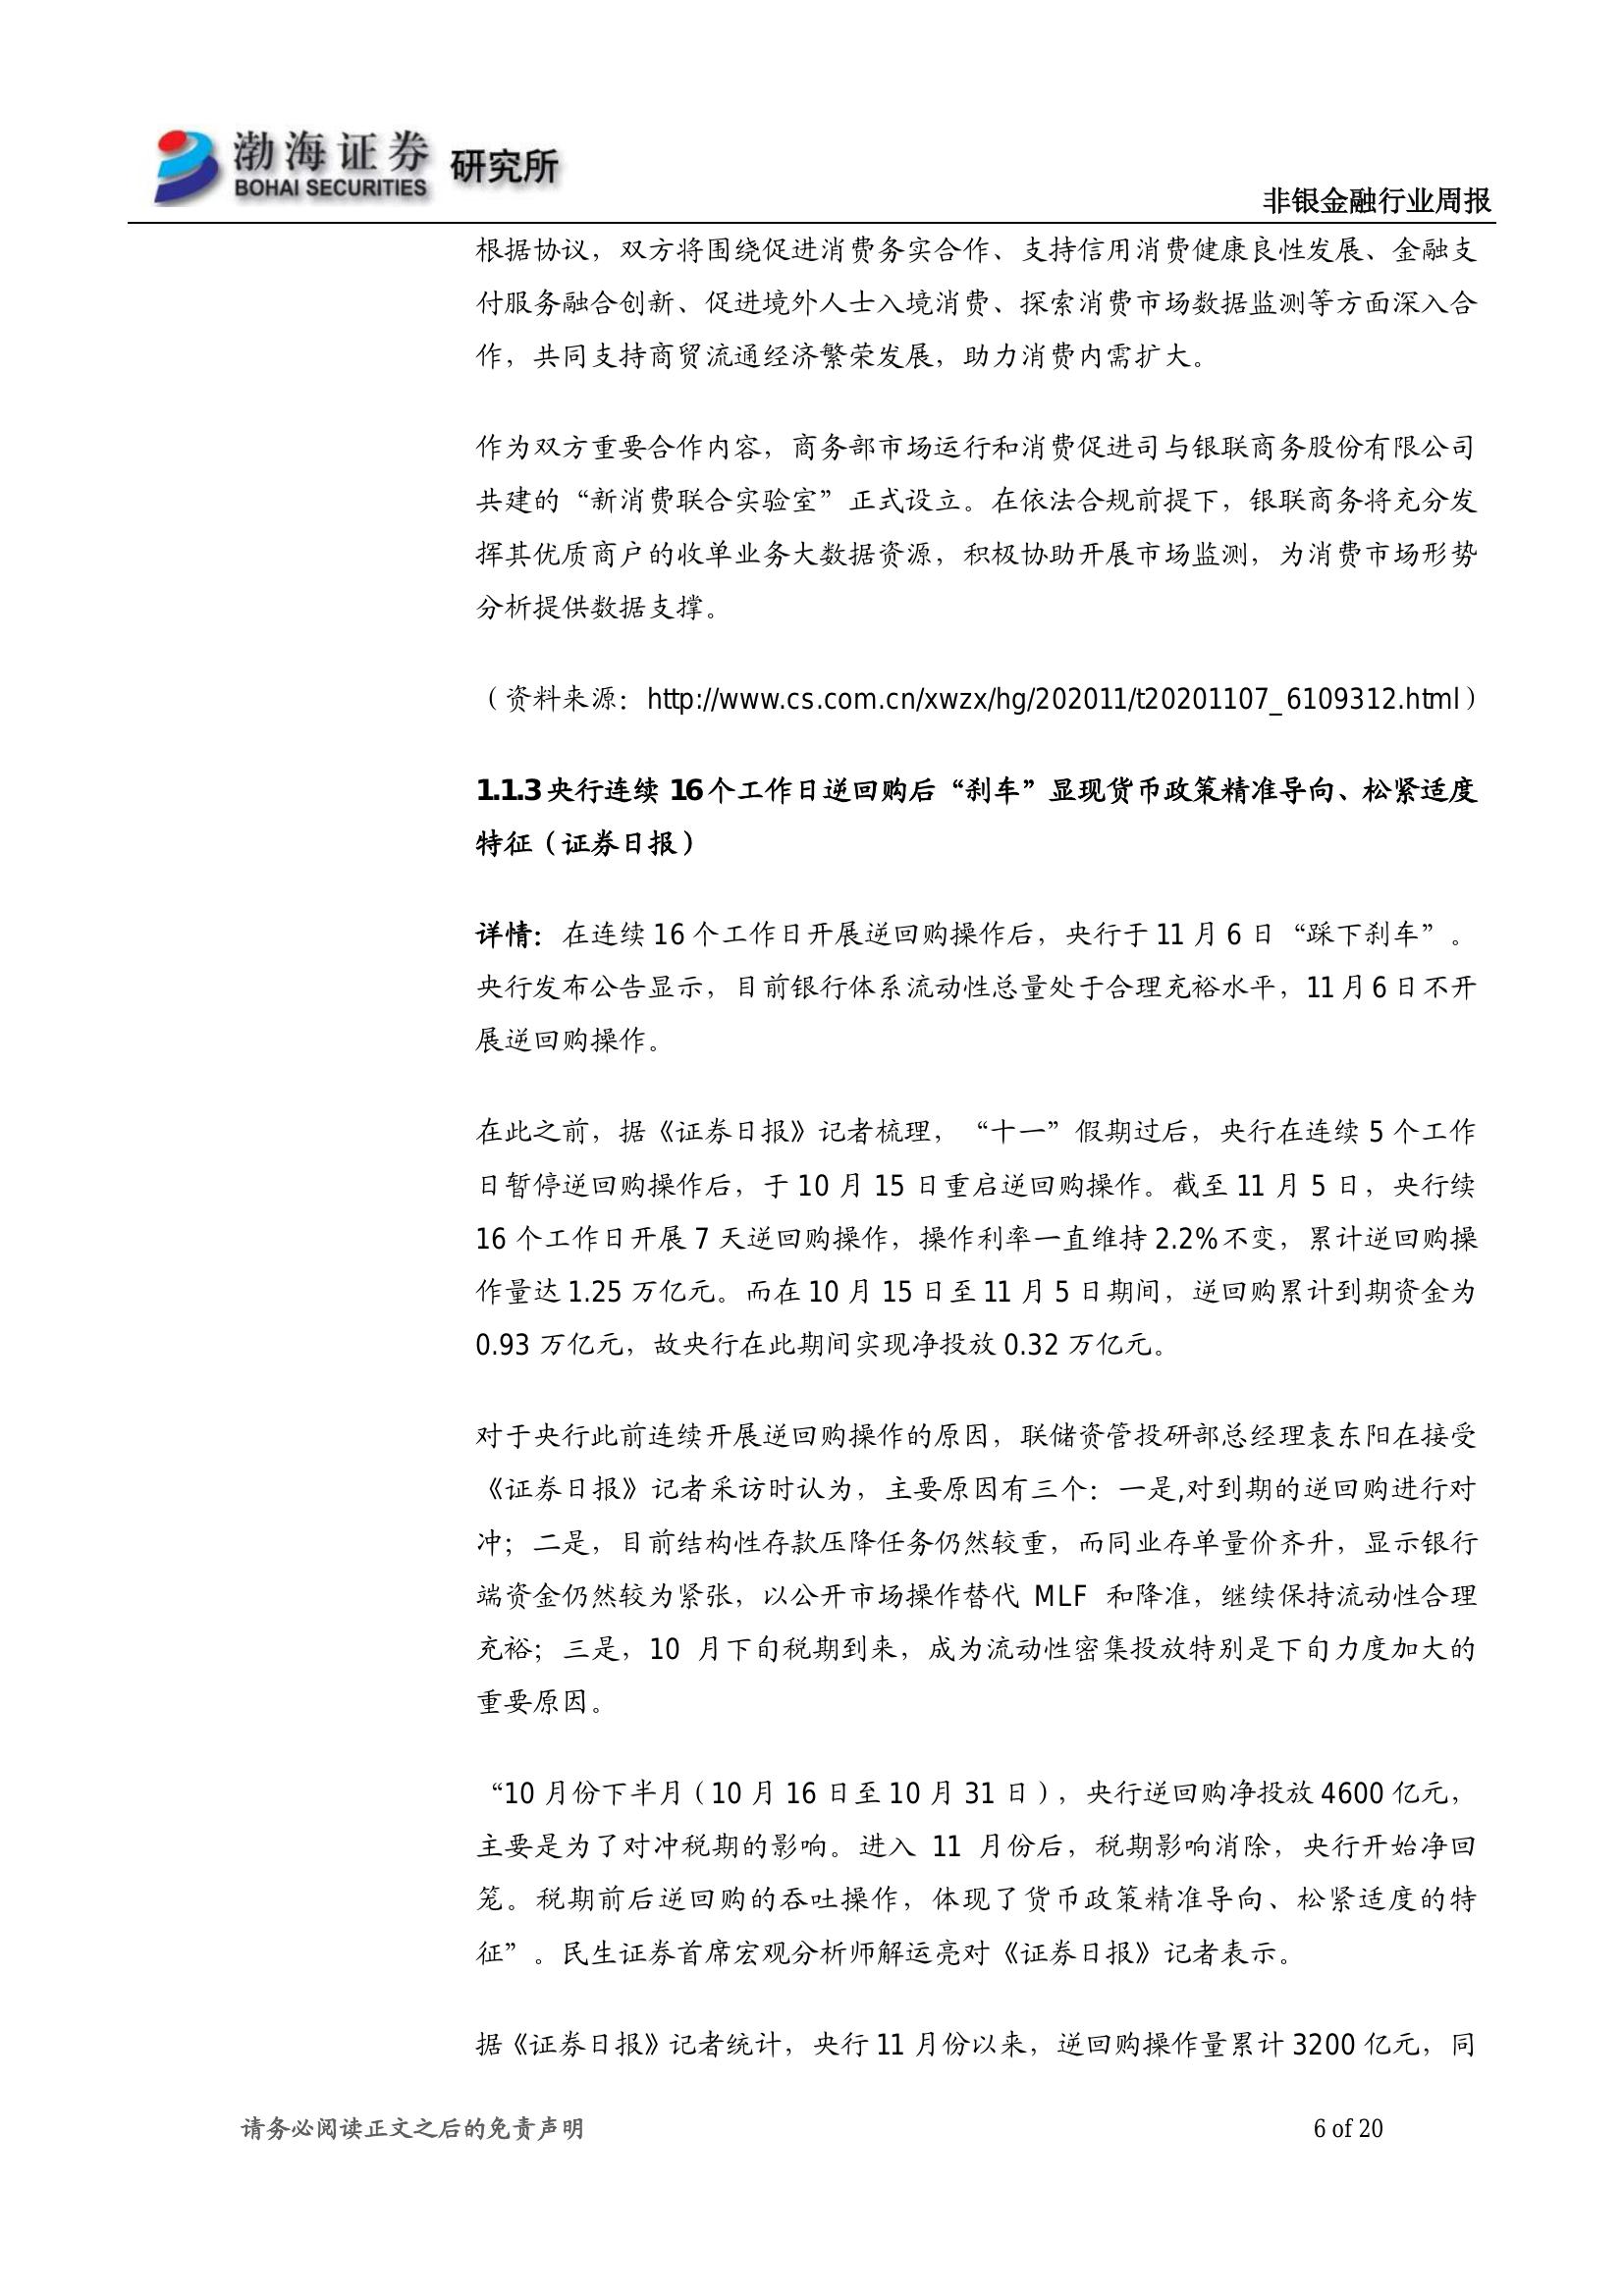 渤海证券 研究所
BOHAI SECURITIES
非银金融行业周报
根据协议，双方将围绕促进消费务实合作、支持信用消费健康良性发展、金融支
付服务融合创新、促进境外人士入境消费、探索消费市场数据监测等方面深入合
作，共同支持商贸流通经济繁荣发展，助力消费内需扩大。
作为双方重要合作内容，商务部市场运行和消费促进司与银联商务股份有限公司
共建的“新消费联合实验室”正式设立。在依法合规前提下，银联商务将充分发
挥其优质商户的收单业务大数据资源，积极协助开展市场监测，为消费市场形势
分析提供数据支撑。
（资料来源：http://www.cs.com.cn/xwzx/hg/202011/t20201107_6109312.html）
1.1.3 央行连续 16 个工作日逆回购后“刹车”显现货币政策精准导向、松紧适度
特征（证券日报）
详情：在连续 16 个工作日开展逆回购操作后，央行于 11 月 6 日“踩下刹车”。
央行发布公告显示，目前银行体系流动性总量处于合理充裕水平，11 月 6 日不开
展逆回购操作。
在此之前，据《证券日报》记者梳理，“十一”假期过后，央行在连续 5 个工作
日暂停逆回购操作后，于 10 月 15 日重启逆回购操作。截至 11 月 5 日，央行续
16 个工作日开展 7 天逆回购操作，操作利率一直维持 2.2%不变，累计逆回购操
作量达 1.25 万亿元。而在 10 月 15 日至 11 月 5 日期间，逆回购累计到期资金为
0.93 万亿元，故央行在此期间实现净投放 0.32 万亿元。
对于央行此前连续开展逆回购操作的原因，联储资管投研部总经理袁东阳在接受
《证券日报》记者采访时认为，主要原因有三个：一是,对到期的逆回购进行对
冲；二是，目前结构性存款压降任务仍然较重，而同业存单量价齐升，显示银行
端资金仍然较为紧张，以公开市场操作替代 MLF 和降准，继续保持流动性合理
充裕；三是，10 月下旬税期到来，成为流动性密集投放特别是下旬力度加大的
重要原因。
“10 月份下半月（10 月 16 日至 10 月 31 日），央行逆回购净投放 4600 亿元，
主要是为了对冲税期的影响。进入 11 月份后，税期影响消除，央行开始净回
笼。税期前后逆回购的吞吐操作，体现了货币政策精准导向、松紧适度的特
征”。民生证券首席宏观分析师解运亮对《证券日报》记者表示。
据《证券日报》记者统计，央行 11 月份以来，逆回购操作量累计 3200 亿元，同
请务必阅读正文之后的免责声明
6 of 20